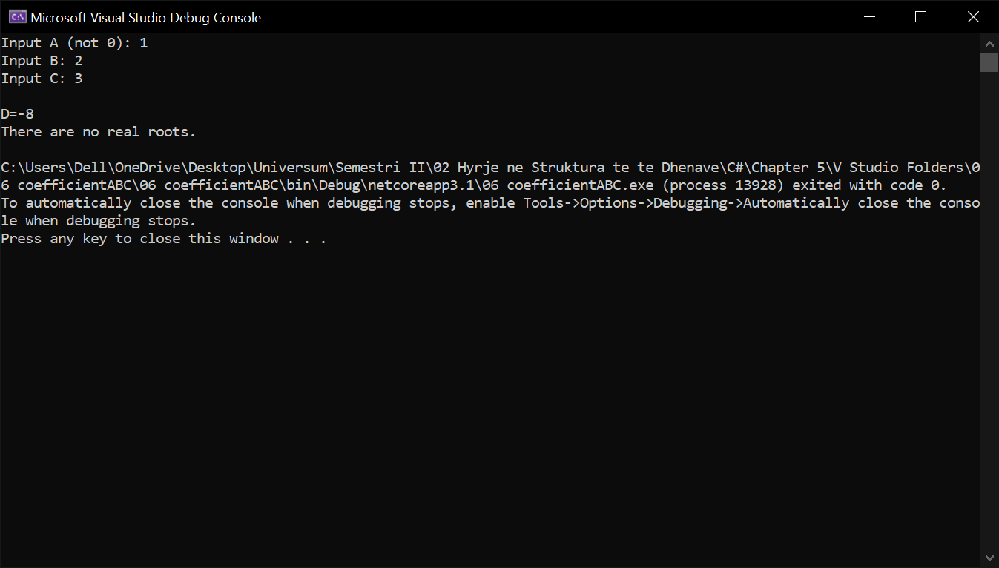 Microsoft Visual Studio Debug Console
Input A (not 0): 1
Input B: 2
Input C: 3
D=-8
There are no real roots.
C:\Users\Dell\OneDrive\Desktop\Universum\Semestri II\02 Hyrje ne Struktura te te Dhenave\C#\Chapter 5\V Studio Folders\0
6 coefficientABC\06 coefficientABC\bin\Debug\netcoreapp3.1\06 coefficientABC.exe (process 13928) exited with code 0.
To automatically close the console when debugging stops, enable Tools->Options->Debugging->Automatically close the conso
le when debugging stops.
Press any key to close this window . . .